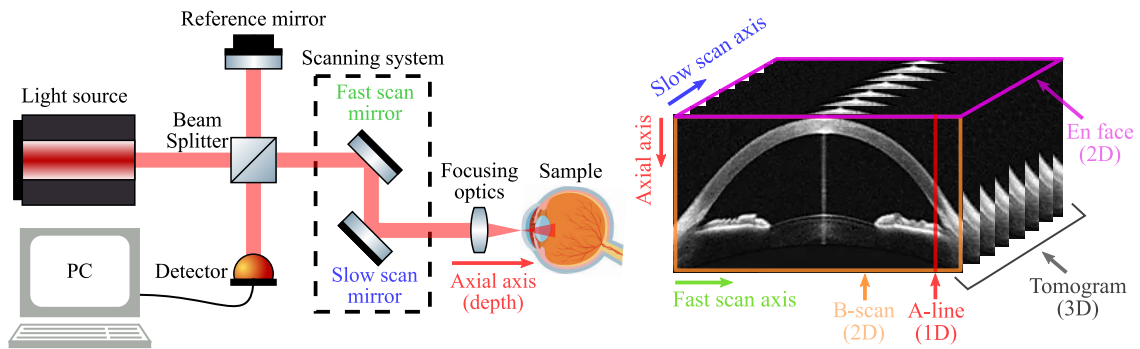 Reference mirror
Scanning system
Light source
Fast scan
mirror
Beam
Splitter
Focusing
optics
Sample
PC
Detector
Slow scan
mirror
Axial axis
(depth)
Slow scan axis
Axial axis
En face
(2D)
Fast scan axis
B-scan
(2D)
A-line
(1D)
Tomogram
(3D)